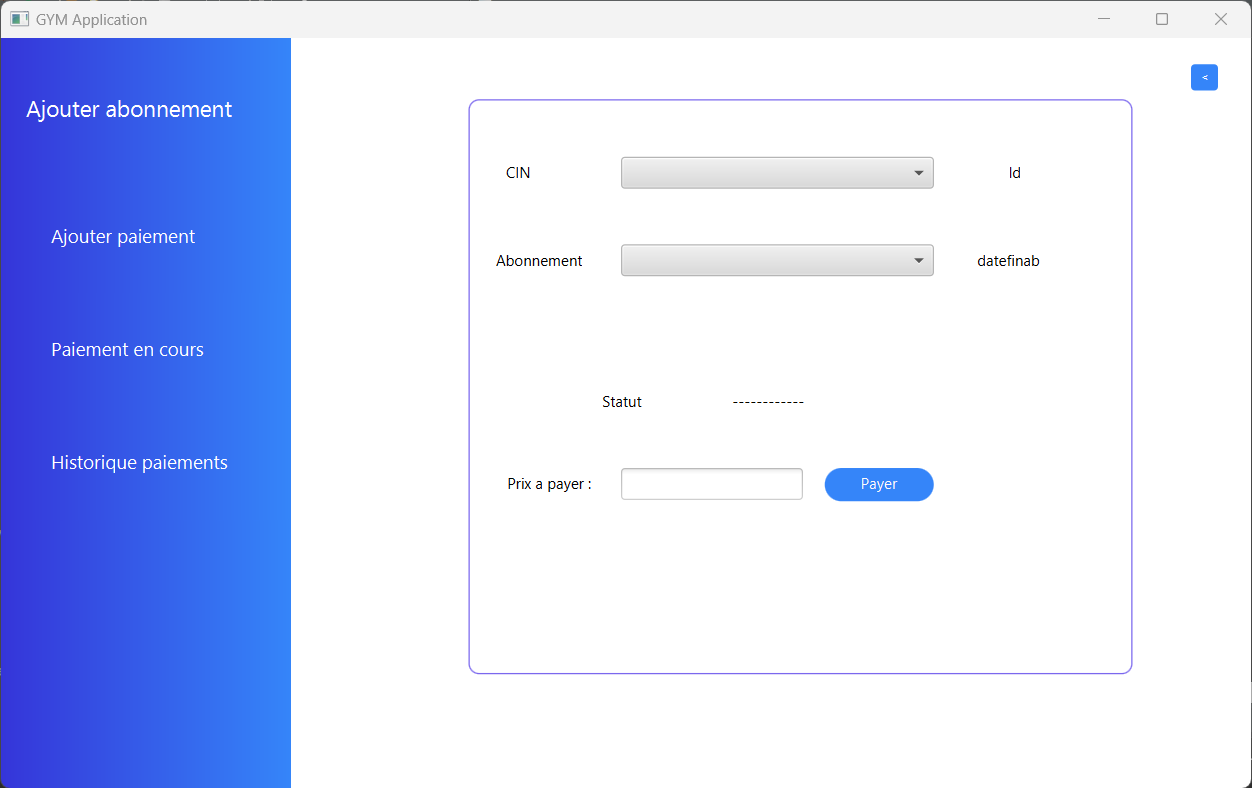 GYM Application
<
Ajouter abonnement
Ajouter paiement
Paiement en cours
Historique paiements
CIN
Id
Abonnement
datefinab
Statut ------------
Prix a payer :
Payer